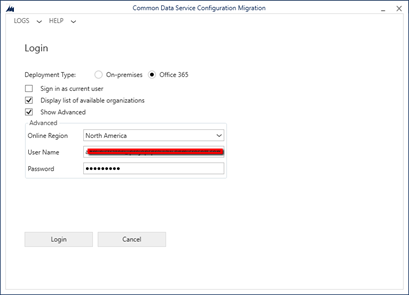 Common Data Service Configuration Migration
LOGS HELP
Login
Deployment Type: On-premises Office 365
Sign in as current user
Display list of available organizations
Show Advanced
Advanced
Online Region North America
User Name
Password •••••••••
Login Cancel